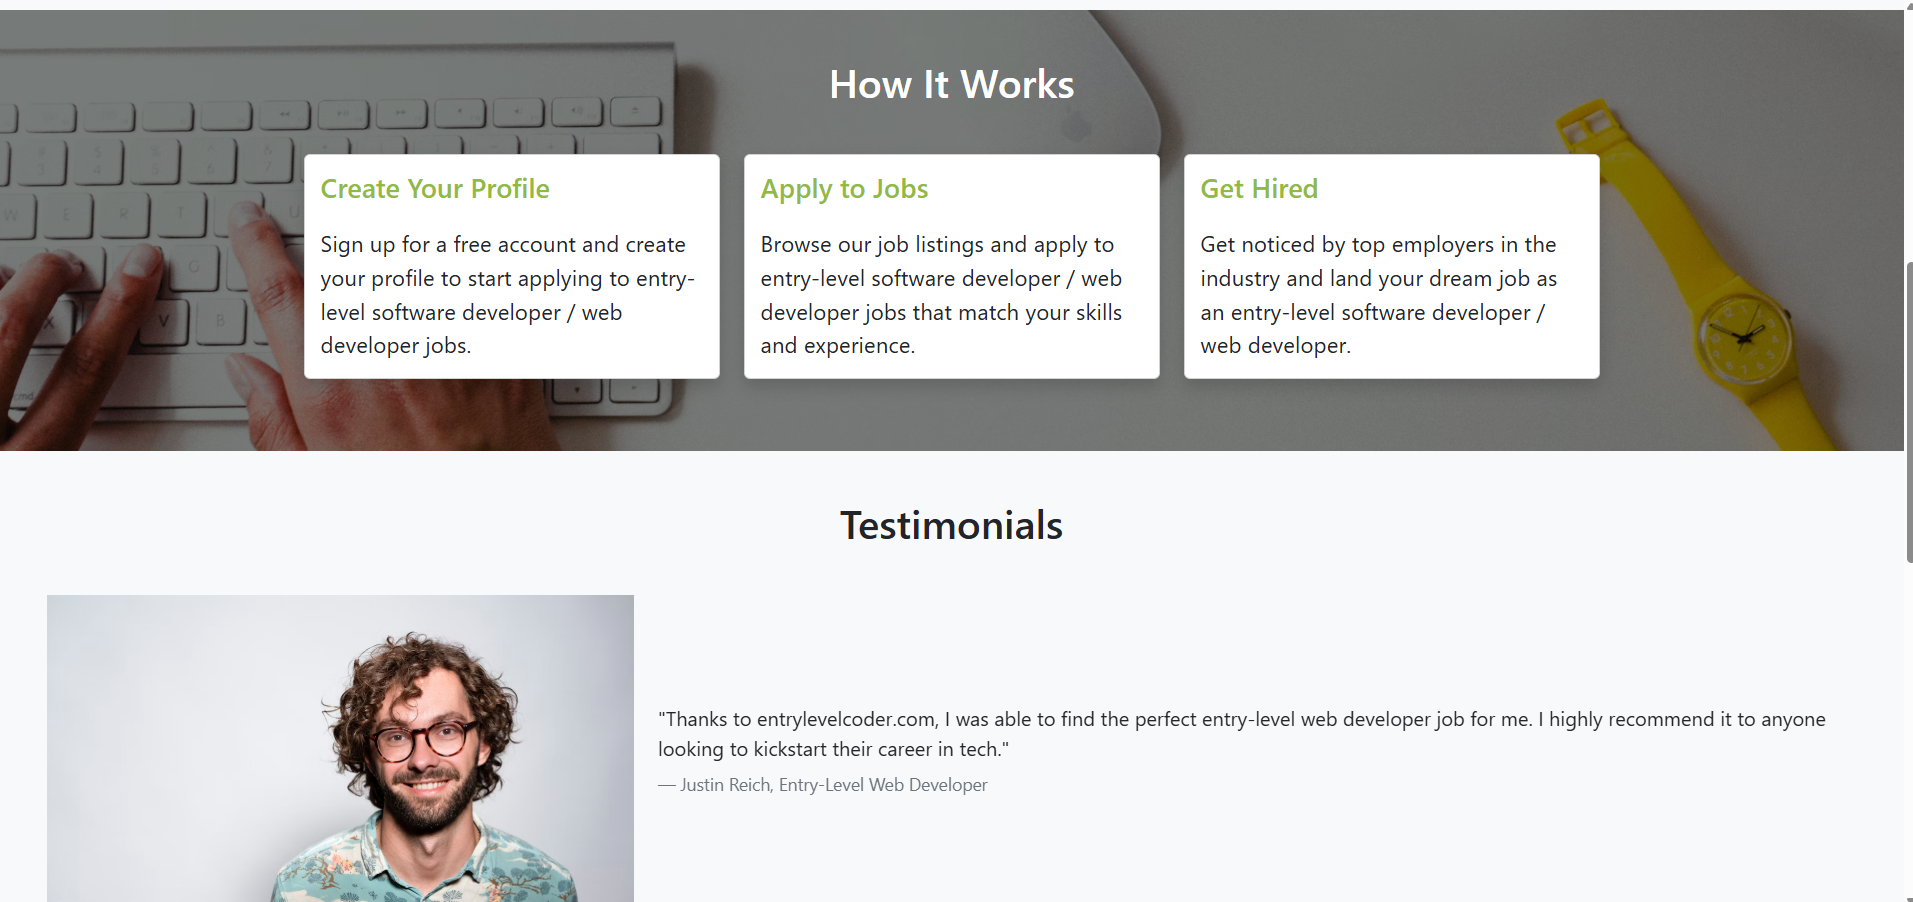 How It Works
Create Your Profile
Sign up for a free account and create
your profile to start applying to entry-
level software developer / web
developer jobs.
Apply to Jobs
Browse our job listings and apply to
entry-level software developer / web
developer jobs that match your skills
and experience.
Get Hired
Get noticed by top employers in the
industry and land your dream job as
an entry-level software developer /
web developer.
Testimonials
"Thanks to entrylevelcoder.com, I was able to find the perfect entry-level web developer job for me. I highly recommend it to anyone
looking to kickstart their career in tech."
— Justin Reich, Entry-Level Web Developer